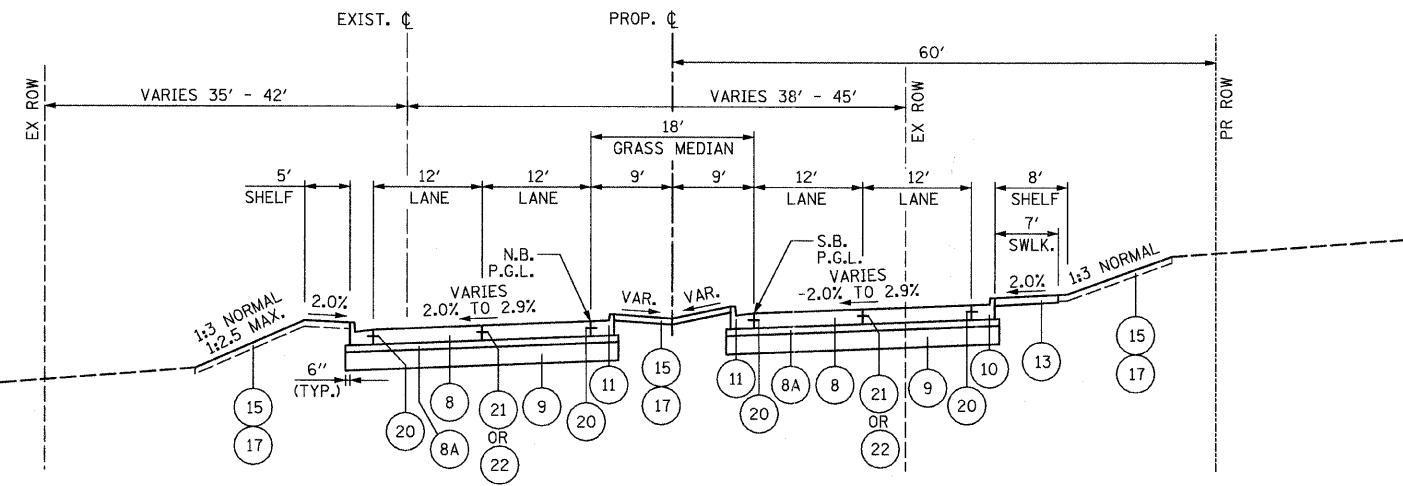 EXIST. ℄
PROP. ℄
60'
EX ROW
VARIES 35' - 42'
VARIES 38' - 45'
EX ROW
PR ROW
18'
GRASS MEDIAN
5'
SHELF
12'
LANE
12'
LANE
9'
9'
12'
LANE
12'
LANE
8'
SHELF
7'
SWLK.
N.B.
P.G.L.
S.B.
P.G.L.
1:3 NORMAL
1:2.5 MAX.
2.0%
VARIES
2.0% TO 2.9%
VAR.
VAR.
VARIES
-2.0% TO 2.9%
2.0%
1:3 NORMAL
6"
(TYP.)
15
17
20
8
8A
21
OR
22
9
20
11
15
17
11
20
8A
8
21
OR
22
9
20
10
13
15
17